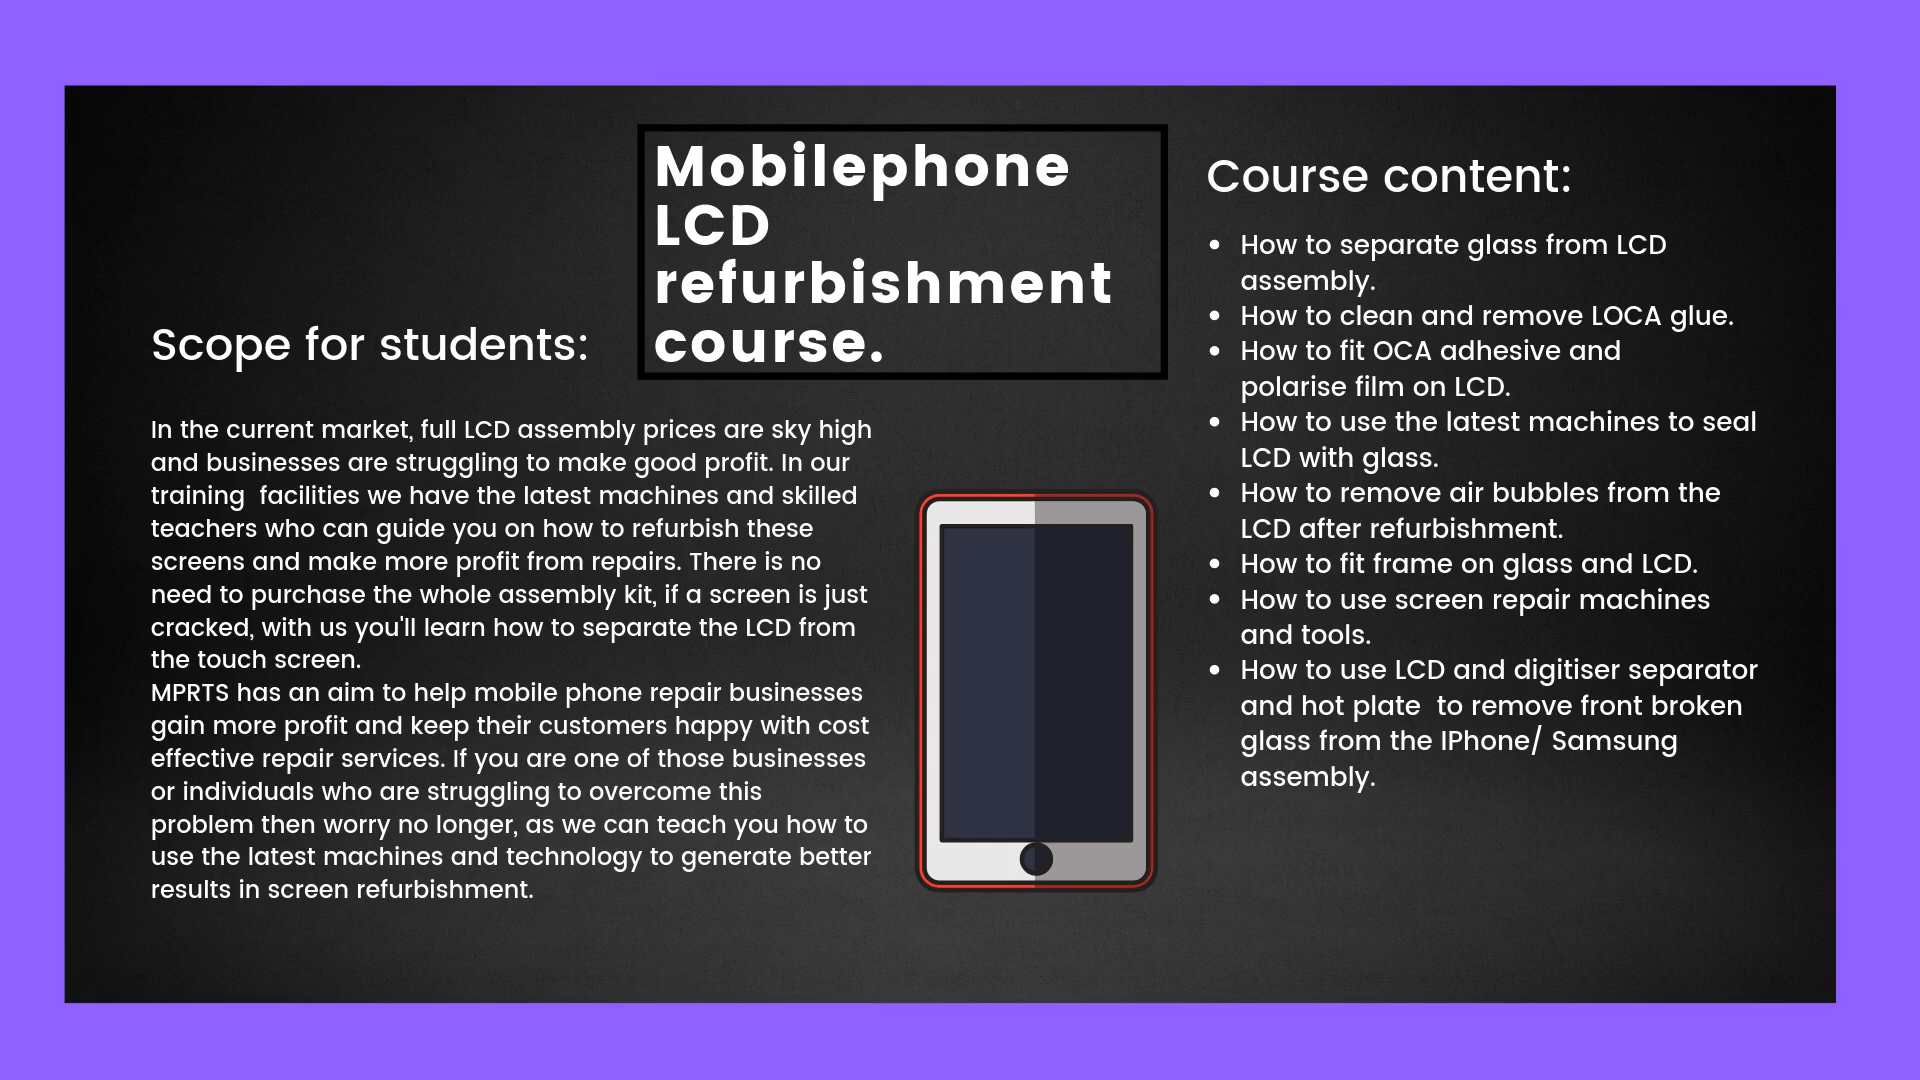 Mobilephone
LCD
refurbishment
course.
Scope for students:
In the current market, full LCD assembly prices are sky high
and businesses are struggling to make good profit. In our
training  facilities we have the latest machines and skilled
teachers who can guide you on how to refurbish these
screens and make more profit from repairs. There is no
need to purchase the whole assembly kit, if a screen is just
cracked, with us you'll learn how to separate the LCD from
the touch screen.
MPRTS has an aim to help mobile phone repair businesses
gain more profit and keep their customers happy with cost
effective repair services. If you are one of those businesses
or individuals who are struggling to overcome this
problem then worry no longer, as we can teach you how to
use the latest machines and technology to generate better
results in screen refurbishment.
Course content:
• How to separate glass from LCD
assembly.
• How to clean and remove LOCA glue.
• How to fit OCA adhesive and
polarise film on LCD.
• How to use the latest machines to seal
LCD with glass.
• How to remove air bubbles from the
LCD after refurbishment.
• How to fit frame on glass and LCD.
• How to use screen repair machines
and tools.
• How to use LCD and digitiser separator
and hot plate  to remove front broken
glass from the IPhone/ Samsung
assembly.